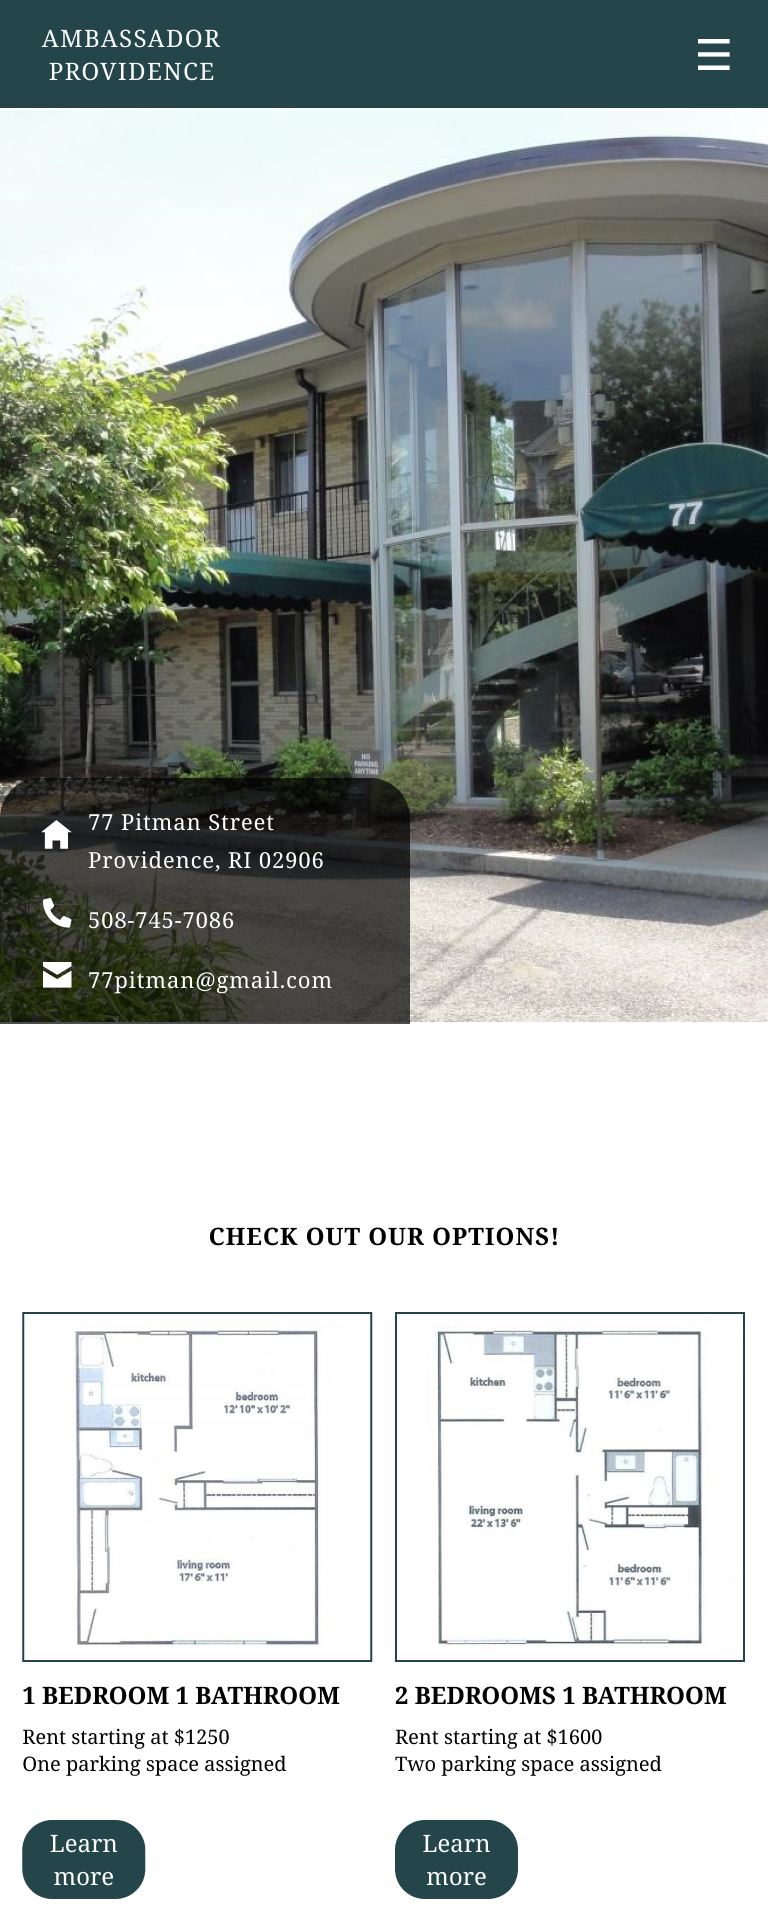 AMBASSADOR
PROVIDENCE
77
NO
PARKING
ANY TIME
77 Pitman Street
Providence, RI 02906
508-745-7086
77pitman@gmail.com
CHECK OUT OUR OPTIONS!
kitchen
bedroom
12' 10" x 10' 2"
living room
17' 6" x 11'
kitchen
bedroom
11' 6" x 11' 6"
living room
22' x 13' 6"
bedroom
11' 6" x 11' 6"
1 BEDROOM 1 BATHROOM
Rent starting at $1250
One parking space assigned
Learn
more
2 BEDROOMS 1 BATHROOM
Rent starting at $1600
Two parking space assigned
Learn
more